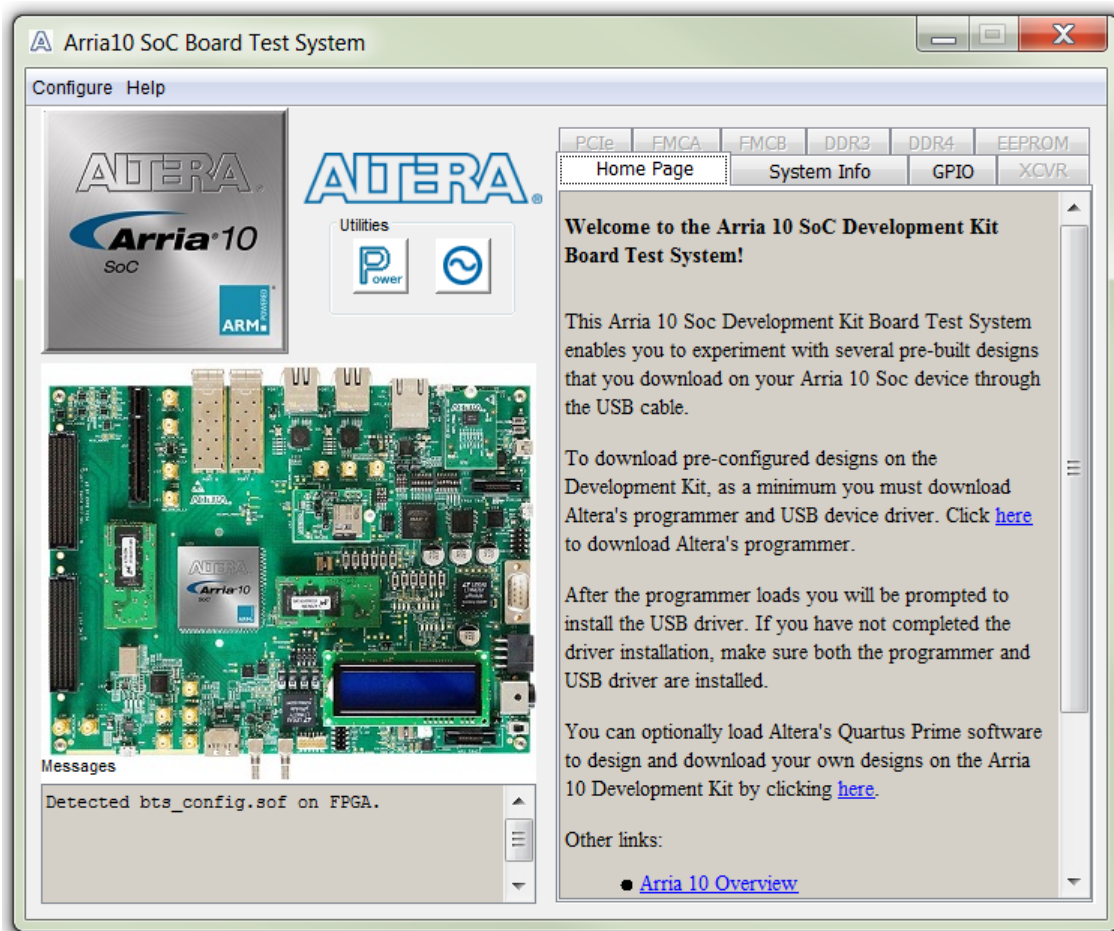 Arria10 SoC Board Test System
Configure Help
ALTERA®
Arria® 10
SoC
ARM® POWERED
ALTERA®
Utilities
Power
PCIe FMCA FMCB DDR3 DDR4 EEPROM
Home Page System Info GPIO XCVR
Welcome to the Arria 10 SoC Development Kit
Board Test System!
This Arria 10 Soc Development Kit Board Test System
enables you to experiment with several pre-built designs
that you download on your Arria 10 Soc device through
the USB cable.
To download pre-configured designs on the
Development Kit, as a minimum you must download
Altera's programmer and USB device driver. Click here
to download Altera's programmer.
After the programmer loads you will be prompted to
install the USB driver. If you have not completed the
driver installation, make sure both the programmer and
USB driver are installed.
You can optionally load Altera's Quartus Prime software
to design and download your own designs on the Arria
10 Development Kit by clicking here.
Other links:
● Arria 10 Overview
ALTERA
ALTERA
Arria 10
SoC
ARM
Messages
Detected bts_config.sof on FPGA.